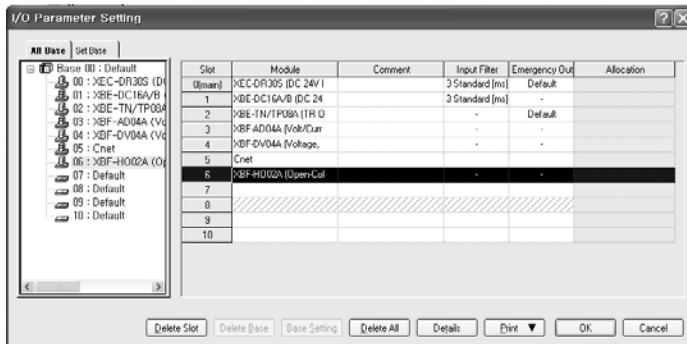 I/O Parameter Setting
All Base Set Base
Base 00 : Default
00 : XEC-DR30S (D
01 : XBE-DC16A/B (
02 : XBE-TN/TP08A
03 : XBF-AD04A (Vo
04 : XBF-DV04A (Vo
05 : Cnet
06 : XBF-HO02A (Op
07 : Default
08 : Default
09 : Default
10 : Default
Slot Module Comment Input Filter Emergency Out Allocation
0(main) XEC-DR30S (DC 24V I 3 Standard [ms] Default
1 XBE-DC16A/B (DC 24 3 Standard [ms] -
2 XBE-TN/TP08A (TR O - Default
3 XBF-AD04A (Volt/Curr - -
4 XBF-DV04A (Voltage, - -
5 Cnet
6 XBF-HO02A (Open-Col - -
7
8
9
10
Delete Slot Delete Base Base Setting Delete All Details Print OK Cancel